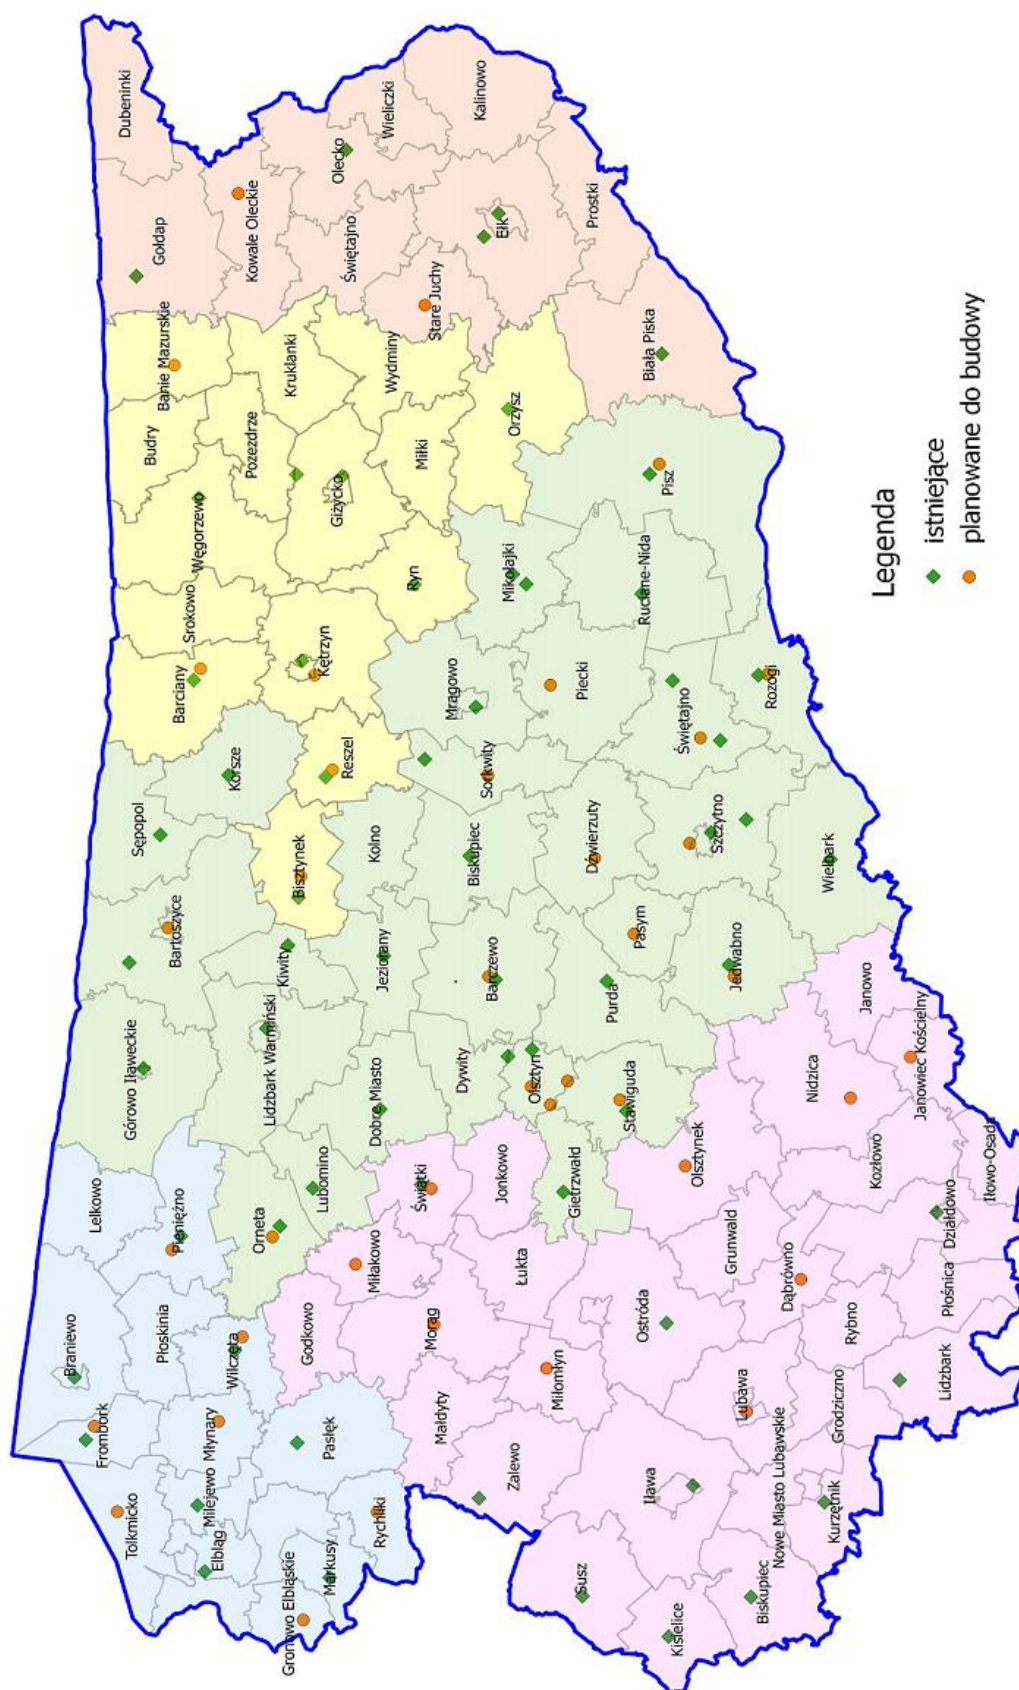 Braniewo
Lelkowo
Frombork
Dubeninki
Tolkmicko
Górowo Iławeckie
Sępopol
Budry
Gołdap
Płoskinia
Banie Mazurskie
Bartoszyce
Pieniężno
Barciany
Srokowo
Węgorzewo
Milejewo
Młynary
Elbląg
Wilczęta
Korsze
Pozezdrze
Kowale Oleckie
Orneta
Lidzbark Warmiński
Kiwity
Gronowo Elbląskie
Kruklanki
Bisztynek
Godkowo
Lubomino
Kętrzyn
Pasłęk
Markusy
Giżycko
Olecko
Reszel
Świętajno
Miłakowo
Dobre Miasto
Kolno
Rychliki
Jeziorany
Wieliczki
Wydminy
Ryn
Świątki
Miłki
Morąg
Stare Juchy
Małdyty
Mrągowo
Dywity
Biskupiec
Kalinowo
Sorkwity
Barczewo
Jonkowo
Ełk
Mikołajki
Zalewo
Orzysz
Łukta
Olsztyn
Miłomłyn
Gietrzwałd
Piecki
Susz
Dźwierzuty
Prostki
Purda
Stawiguda
Ostróda
Pasym
Ruciane-Nida
Biała Piska
Iława
Pisz
Kisielice
Świętajno
Olsztynek
Szczytno
Grunwald
Jedwabno
Lubawa
Biskupiec
Rozogi
Nowe Miasto Lubawskie
Dąbrówno
Nidzica
Wielbark
Kurzętnik
Grodziczno
Rybno
Janowo
Kozłowo
Janowiec Kościelny
Lidzbark
Płośnica
Działdowo
Iłowo-Osada
Legenda
istniejące
planowane do budowy